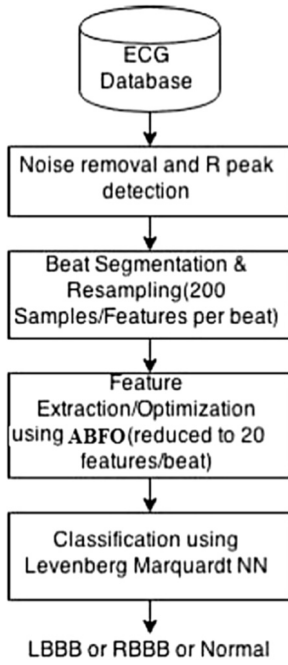 ECG
Database
Noise removal and R peak
detection
Beat Segmentation &
Resampling(200
Samples/Features per beat)
Feature
Extraction/Optimization
using ABFO(reduced to 20
features/beat)
Classification using
Levenberg Marquardt NN
LBBB or RBBB or Normal